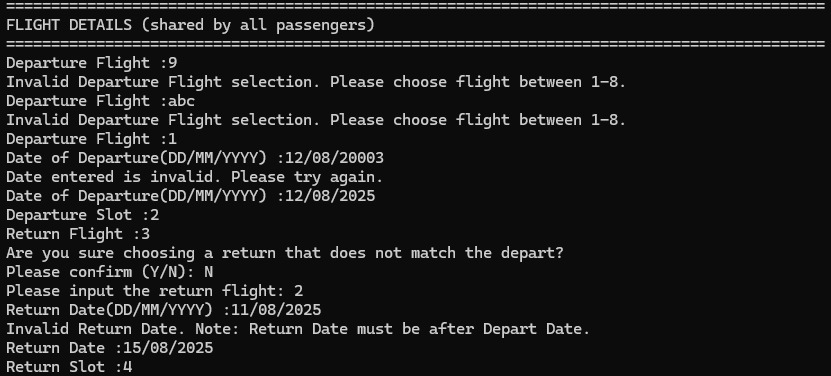 ===========================================================================================
FLIGHT DETAILS (shared by all passengers)
===========================================================================================
Departure Flight :9
Invalid Departure Flight selection. Please choose flight between 1-8.
Departure Flight :abc
Invalid Departure Flight selection. Please choose flight between 1-8.
Departure Flight :1
Date of Departure(DD/MM/YYYY) :12/08/20003
Date entered is invalid. Please try again.
Date of Departure(DD/MM/YYYY) :12/08/2025
Departure Slot :2
Return Flight :3
Are you sure choosing a return that does not match the depart?
Please confirm (Y/N): N
Please input the return flight: 2
Return Date(DD/MM/YYYY) :11/08/2025
Invalid Return Date. Note: Return Date must be after Depart Date.
Return Date :15/08/2025
Return Slot :4